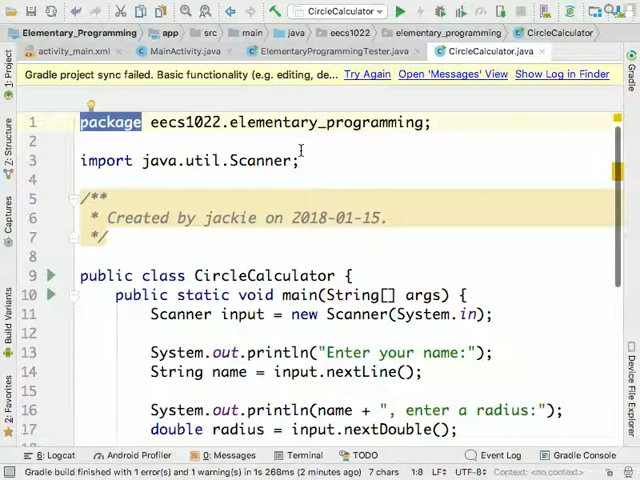 CircleCalculator
Elementary_Programming app src main java eecs1022 elementary_programming CircleCalculator
activity_main.xml MainActivity.java ElementaryProgrammingTester.java CircleCalculator.java
Gradle project sync failed. Basic functionality (e.g. editing, de... Try Again Open 'Messages' View Show Log in Finder
1: Project
Z: Structure
Captures
Build Variants
2: Favorites
1 package eecs1022.elementary_programming;
2
3 import java.util.Scanner;
4
5 /**
6 * Created by jackie on 2018-01-15.
7 */
8
9 public class CircleCalculator {
10 public static void main(String[] args) {
11 Scanner input = new Scanner(System.in);
12
13 System.out.println("Enter your name:");
14 String name = input.nextLine();
15
16 System.out.println(name + ", enter a radius:");
17 double radius = input.nextDouble();
Gradle
Device File Explorer
6: Logcat Android Profiler 0: Messages Terminal TODO Event Log Gradle Console
Gradle build finished with 1 error(s) and 1 warning(s) in 1s 268ms (2 minutes ago) 7 chars 1:8 LF÷ UTF-8÷ Context: <no context>